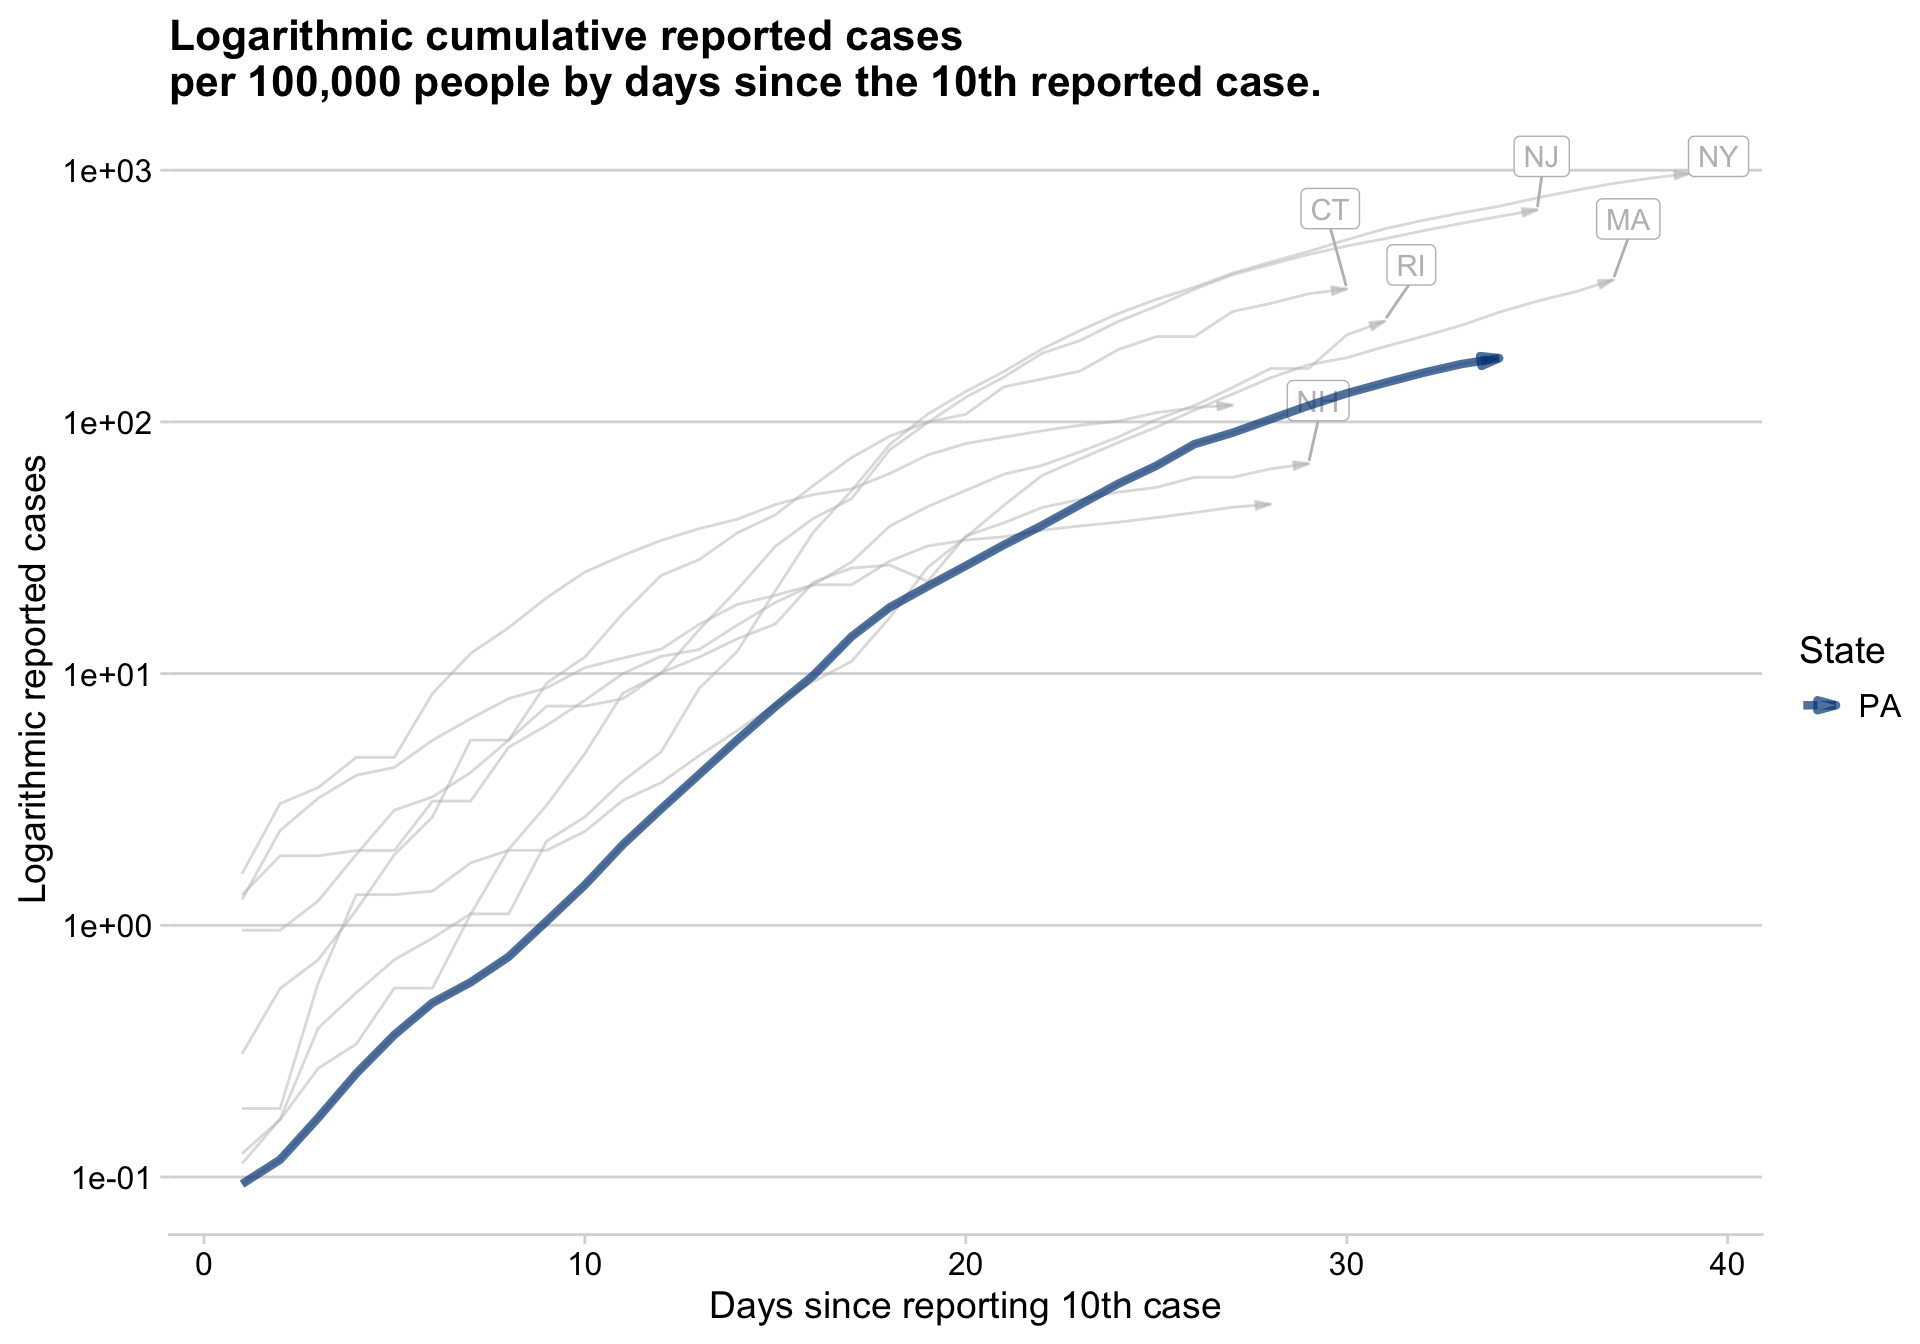 Logarithmic cumulative reported cases
per 100,000 people by days since the 10th reported case.
1e+03
1e+02
1e+01
1e+00
1e-01
Logarithmic reported cases
NJ
NY
CT
MA
RI
NH
State
PA
0
10
20
30
40
Days since reporting 10th case